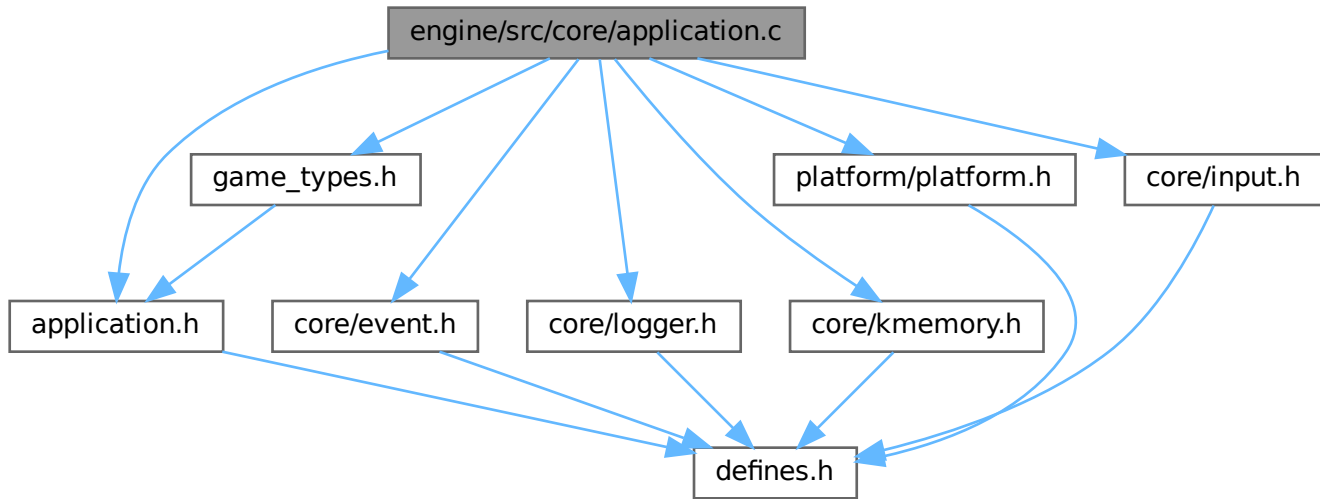 engine/src/core/application.c
game_types.h
platform/platform.h
core/input.h
application.h
core/event.h
core/logger.h
core/kmemory.h
defines.h